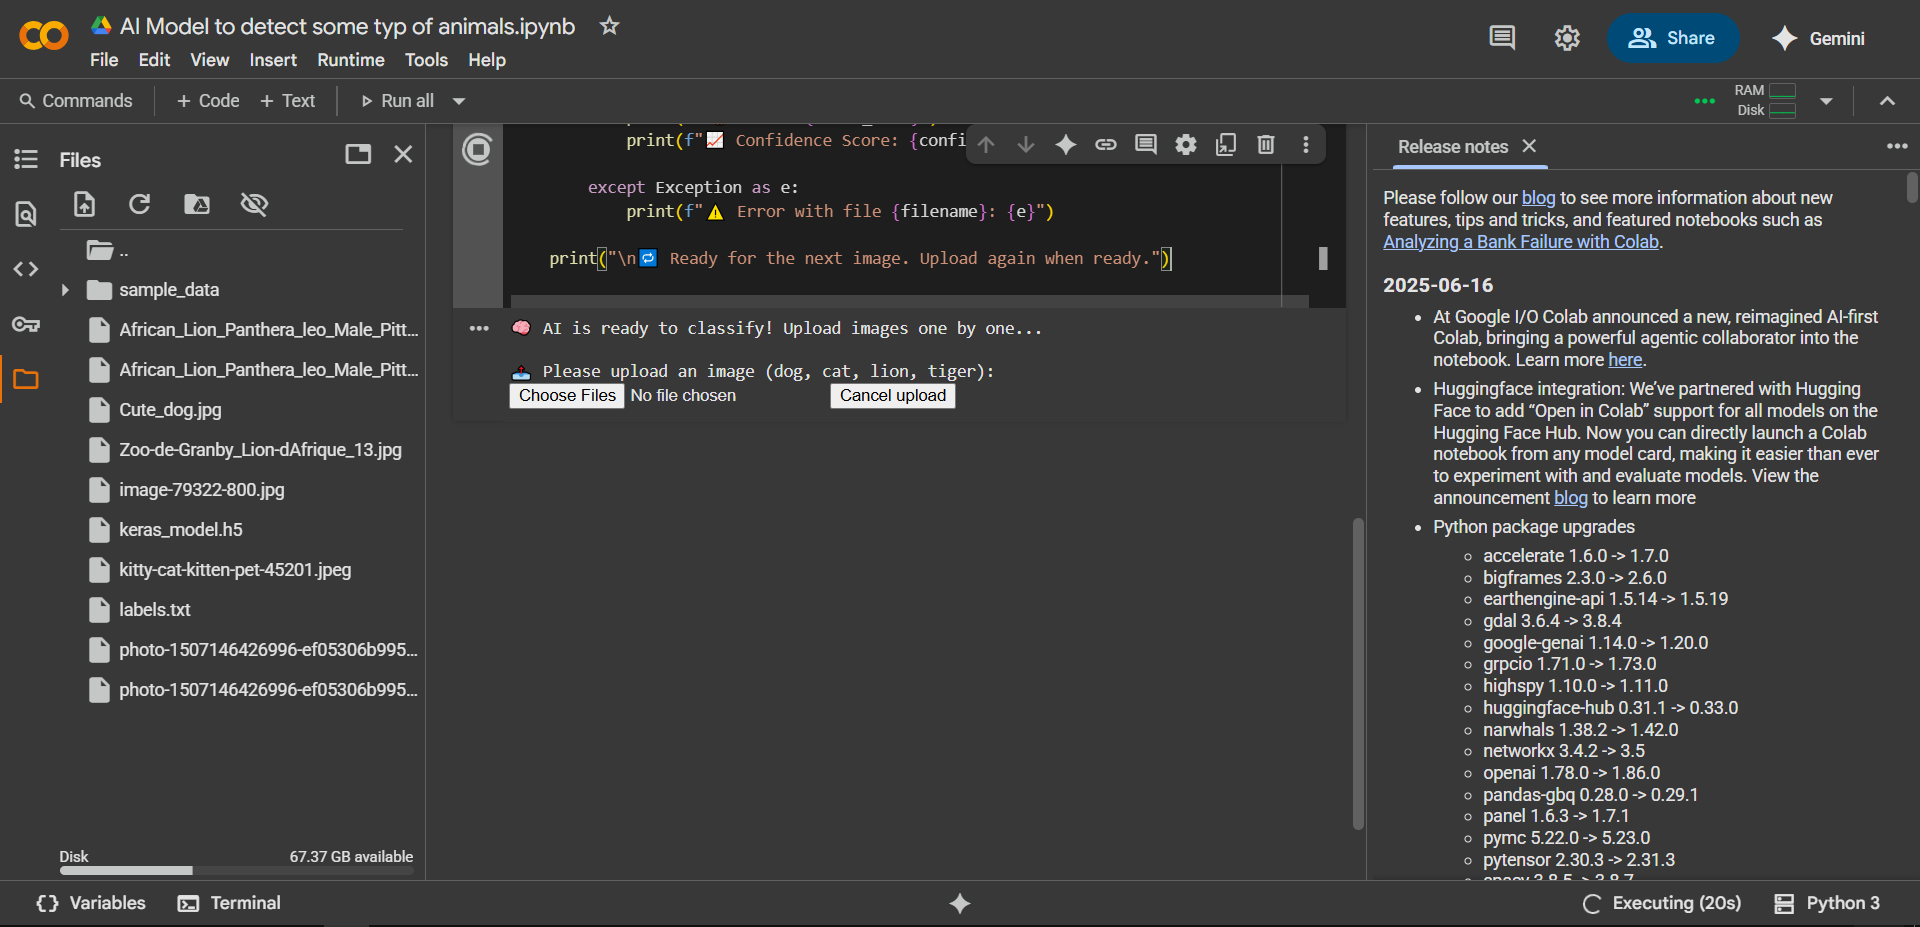 AI Model to detect some typ of animals.ipynb
File Edit View Insert Runtime Tools Help
Share
Gemini
Commands
+ Code + Text
Run all
RAM
Disk
Files
..
sample_data
African_Lion_Panthera_leo_Male_Pitt...
African_Lion_Panthera_leo_Male_Pitt...
Cute_dog.jpg
Zoo-de-Granby_Lion-dAfrique_13.jpg
image-79322-800.jpg
keras_model.h5
kitty-cat-kitten-pet-45201.jpeg
labels.txt
photo-1507146426996-ef05306b995...
photo-1507146426996-ef05306b995...
Disk 67.37 GB available
print(f"📈 Confidence Score: {confi
except Exception as e:
print(f"⚠️ Error with file {filename}: {e}")
print("\n🔁 Ready for the next image. Upload again when ready.")
🧠 AI is ready to classify! Upload images one by one...
📤 Please upload an image (dog, cat, lion, tiger):
Choose Files No file chosen Cancel upload
Release notes
Please follow our blog to see more information about new
features, tips and tricks, and featured notebooks such as
Analyzing a Bank Failure with Colab.
2025-06-16
• At Google I/O Colab announced a new, reimagined AI-first
Colab, bringing a powerful agentic collaborator into the
notebook. Learn more here.
• Huggingface integration: We’ve partnered with Hugging
Face to add “Open in Colab” support for all models on the
Hugging Face Hub. Now you can directly launch a Colab
notebook from any model card, making it easier than ever
to experiment with and evaluate models. View the
announcement blog to learn more
• Python package upgrades
accelerate 1.6.0 -> 1.7.0
bigframes 2.3.0 -> 2.6.0
earthengine-api 1.5.14 -> 1.5.19
gdal 3.6.4 -> 3.8.4
google-genai 1.14.0 -> 1.20.0
grpcio 1.71.0 -> 1.73.0
highspy 1.10.0 -> 1.11.0
huggingface-hub 0.31.1 -> 0.33.0
narwhals 1.38.2 -> 1.42.0
networkx 3.4.2 -> 3.5
openai 1.78.0 -> 1.86.0
pandas-gbq 0.28.0 -> 0.29.1
panel 1.6.3 -> 1.7.1
pymc 5.22.0 -> 5.23.0
pytensor 2.30.3 -> 2.31.3
Variables
Terminal
Executing (20s)
Python 3